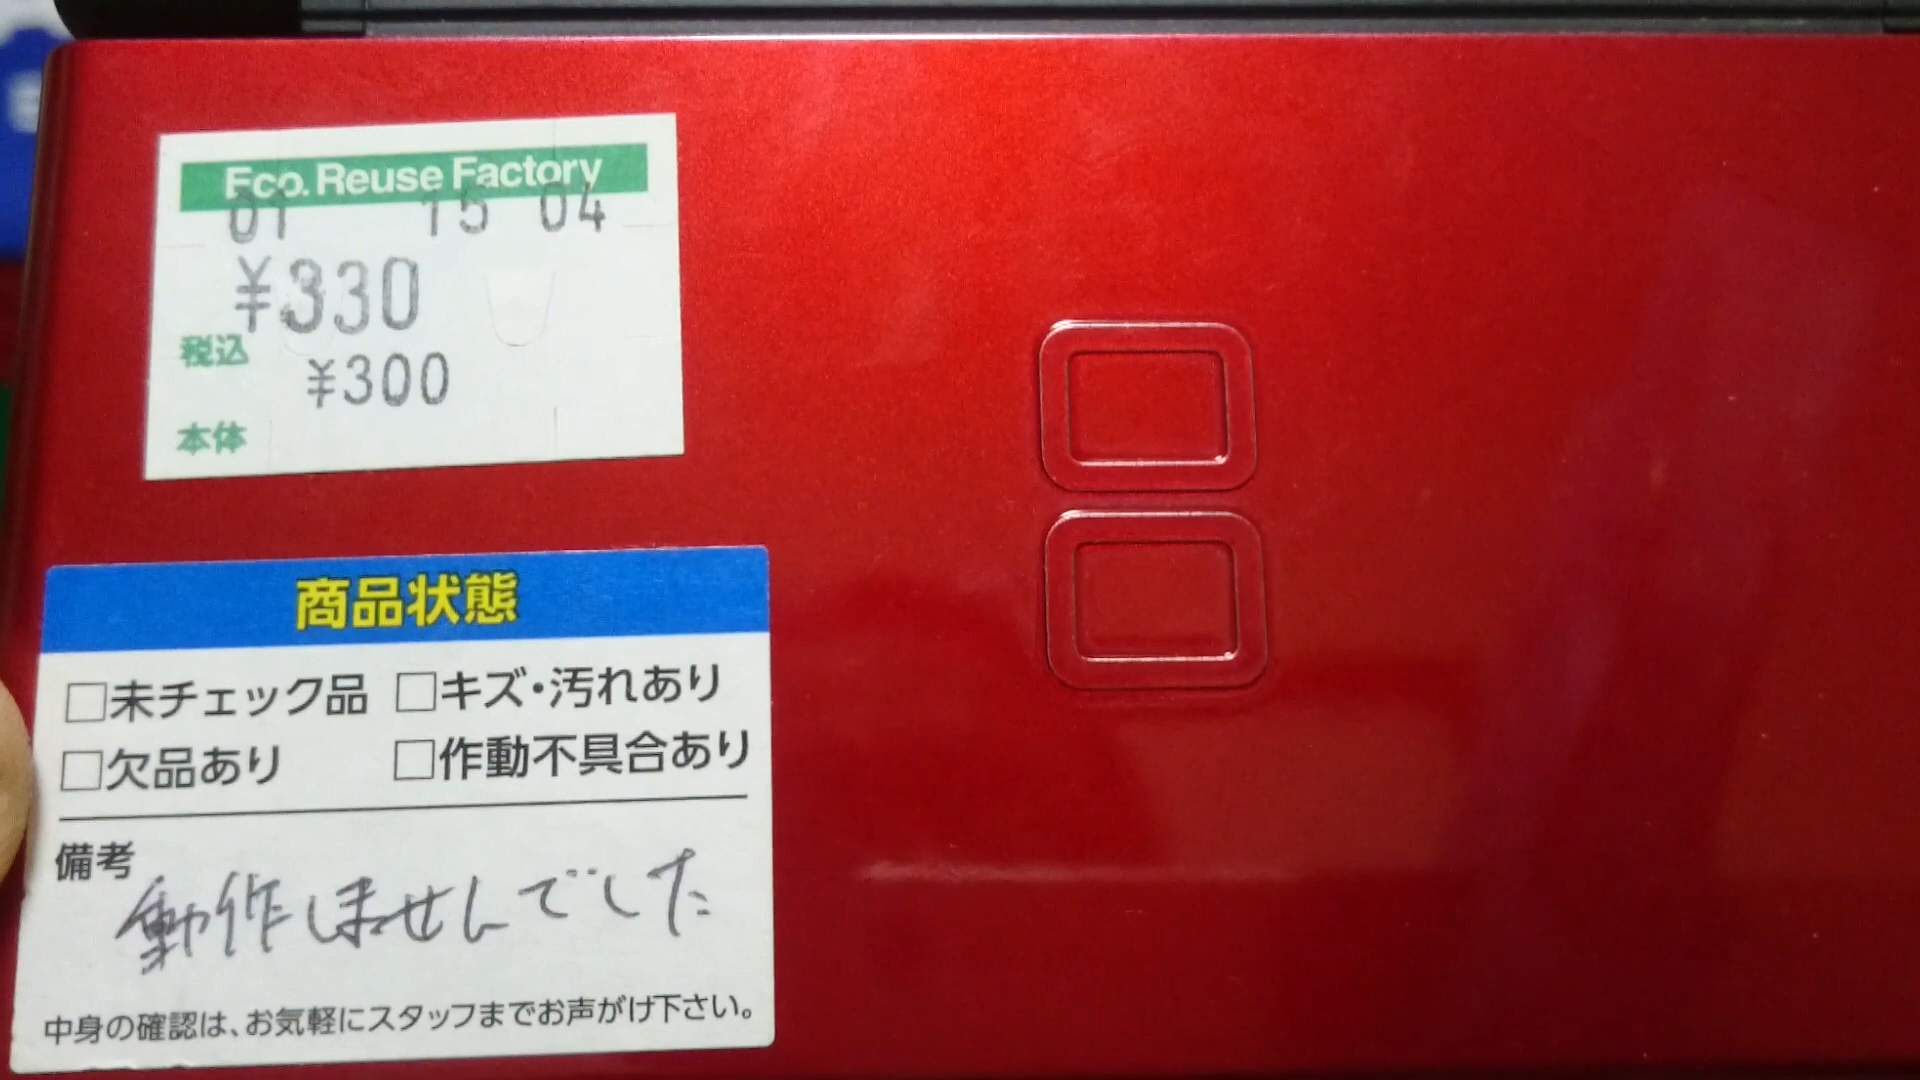 Eco. Reuse Factory
01 15 04
¥330
税込
¥300
本体
商品状態
□未チェック品 □キズ・汚れあり
□欠品あり □作動不具合あり
備考
動作しませんでした
中身の確認は、お気軽にスタッフまでお声がけ下さい。